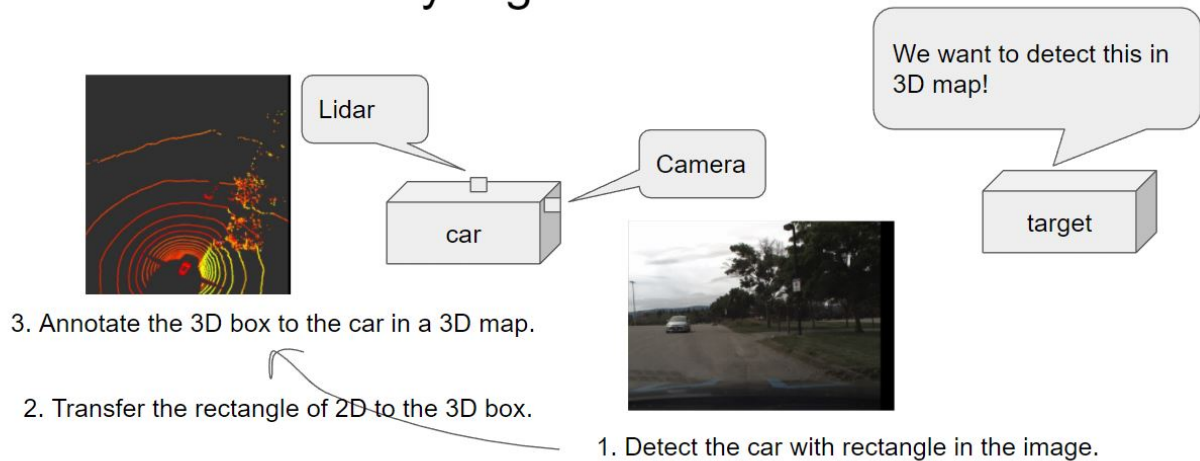 We want to detect this in
3D map!
Lidar
Camera
car
target
3. Annotate the 3D box to the car in a 3D map.
2. Transfer the rectangle of 2D to the 3D box.
1. Detect the car with rectangle in the image.